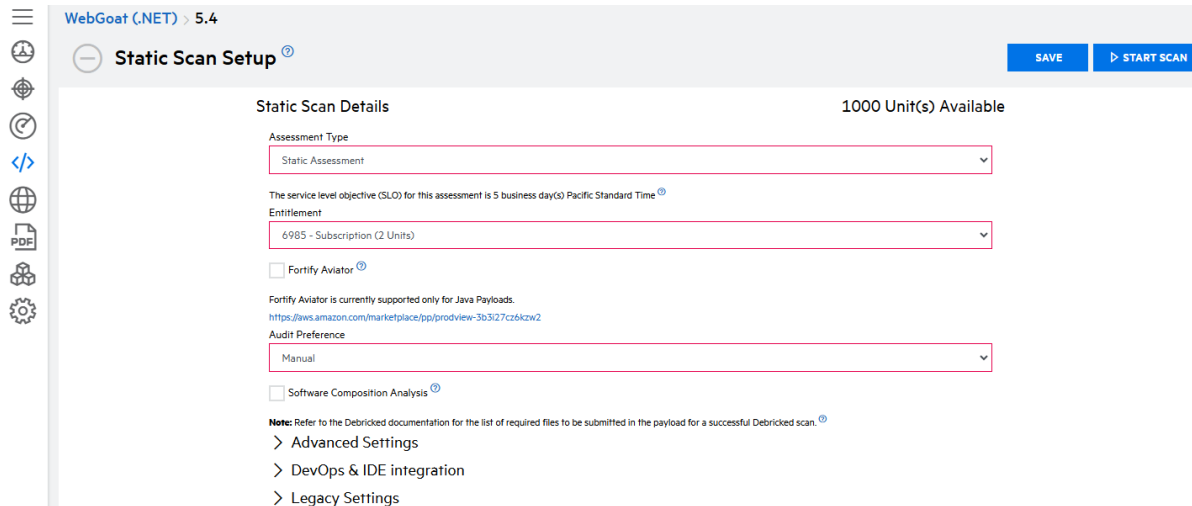 WebGoat (.NET) > 5.4
Static Scan Setup ?
SAVE
START SCAN
Static Scan Details
1000 Unit(s) Available
Assessment Type
Static Assessment
The service level objective (SLO) for this assessment is 5 business day(s) Pacific Standard Time ?
Entitlement
6985 - Subscription (2 Units)
Fortify Aviator ?
Fortify Aviator is currently supported only for Java Payloads.
https://aws.amazon.com/marketplace/pp/prodview-3b3i27cz6kzw2
Audit Preference
Manual
Software Composition Analysis ?
Note: Refer to the Debricked documentation for the list of required files to be submitted in the payload for a successful Debricked scan. ?
Advanced Settings
DevOps & IDE integration
Legacy Settings
PDF